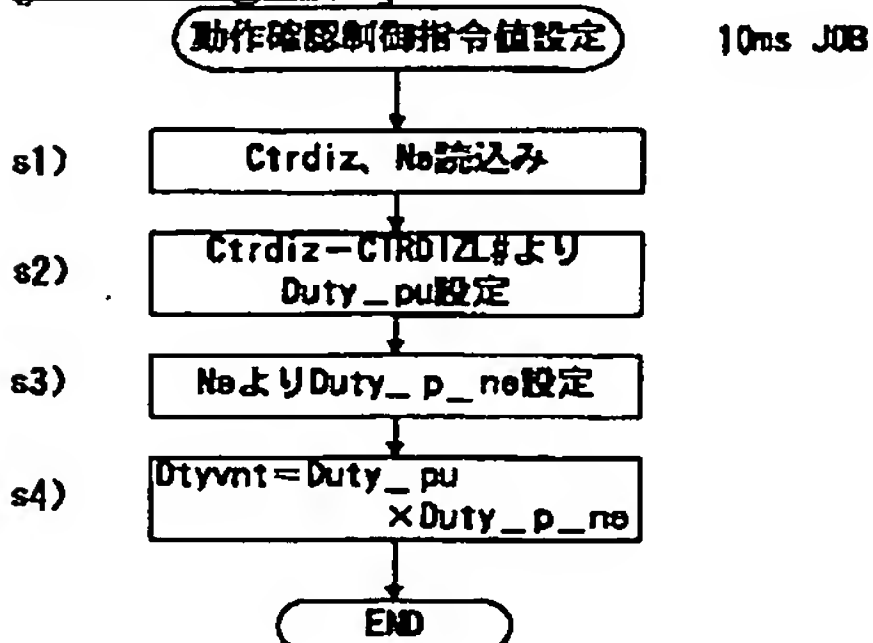 動作確認制御指令値設定 10ms JOB
s1) Ctrdiz、Ne読込み
s2) Ctrdiz−CTRDIZL#より
Duty_pu設定
s3) NeよりDuty_p_ne設定
s4) Dtyvnt=Duty_pu
×Duty_p_ne
END